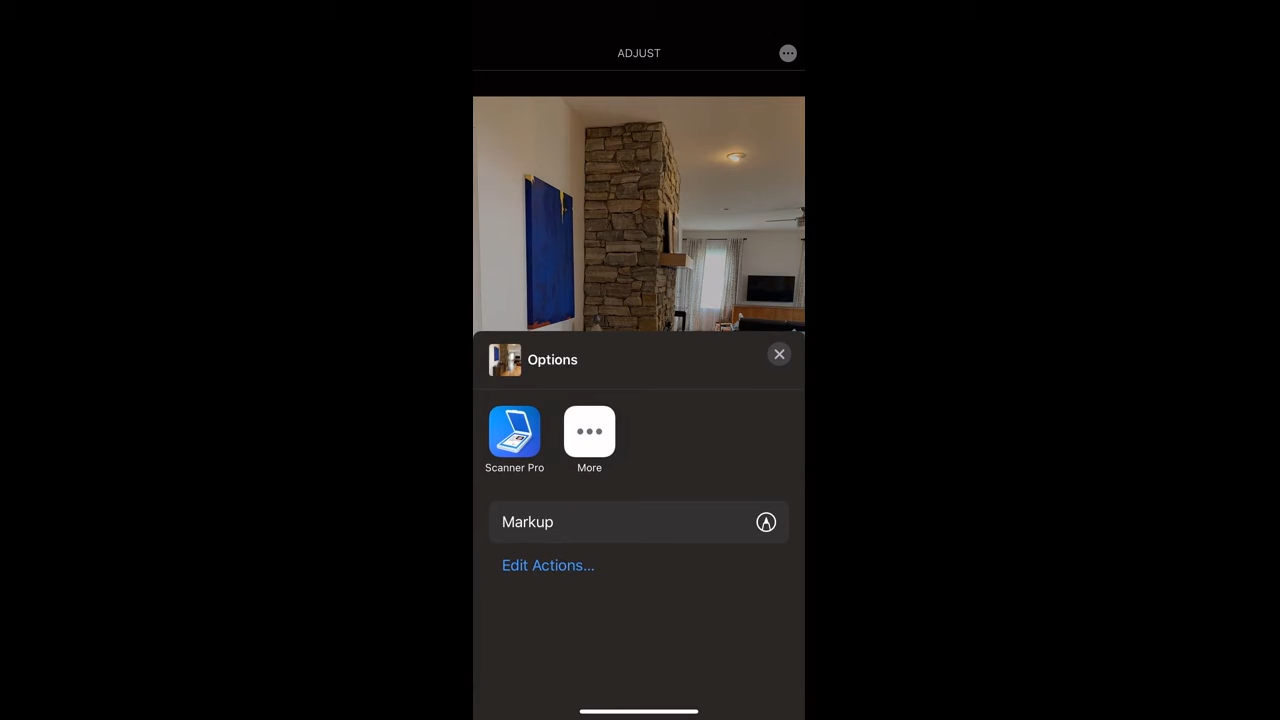 ADJUST
Options
Scanner Pro
More
Markup
Edit Actions...